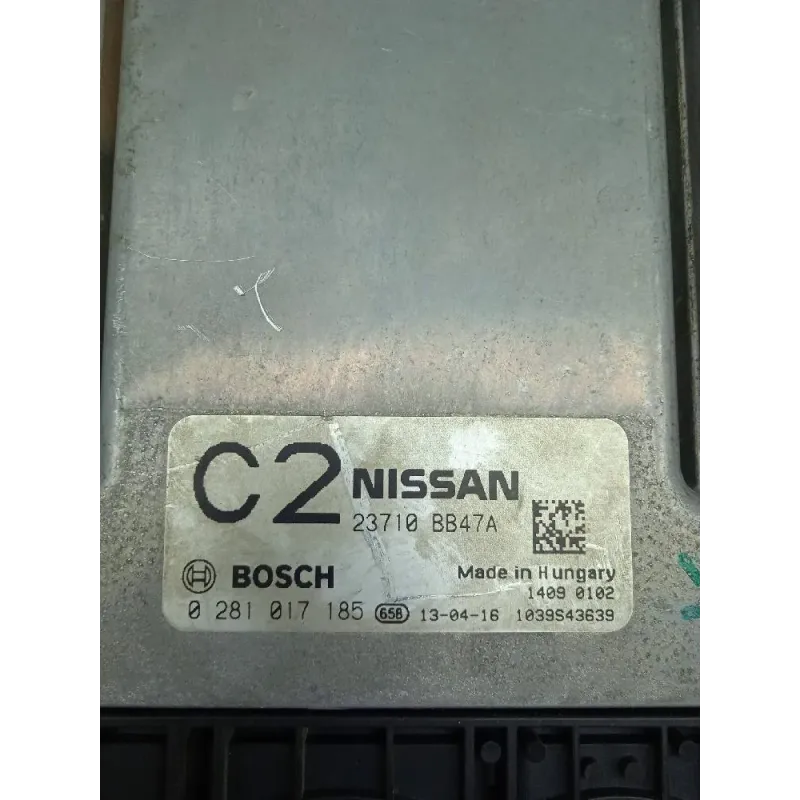 C2 NISSAN
23710 BB47A
BOSCH Made in Hungary
1409 0102
0 281 017 185 658 13-04-16 1039S43639